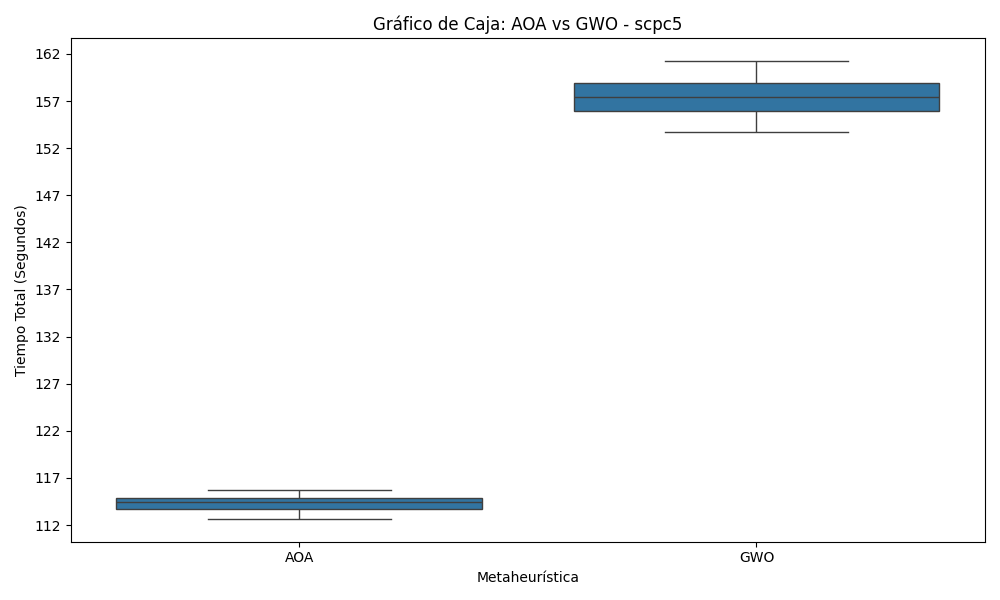 Gráfico de Caja: AOA vs GWO - scpc5
Tiempo Total (Segundos)
162
157
152
147
142
137
132
127
122
117
112
AOA
GWO
Metaheurística